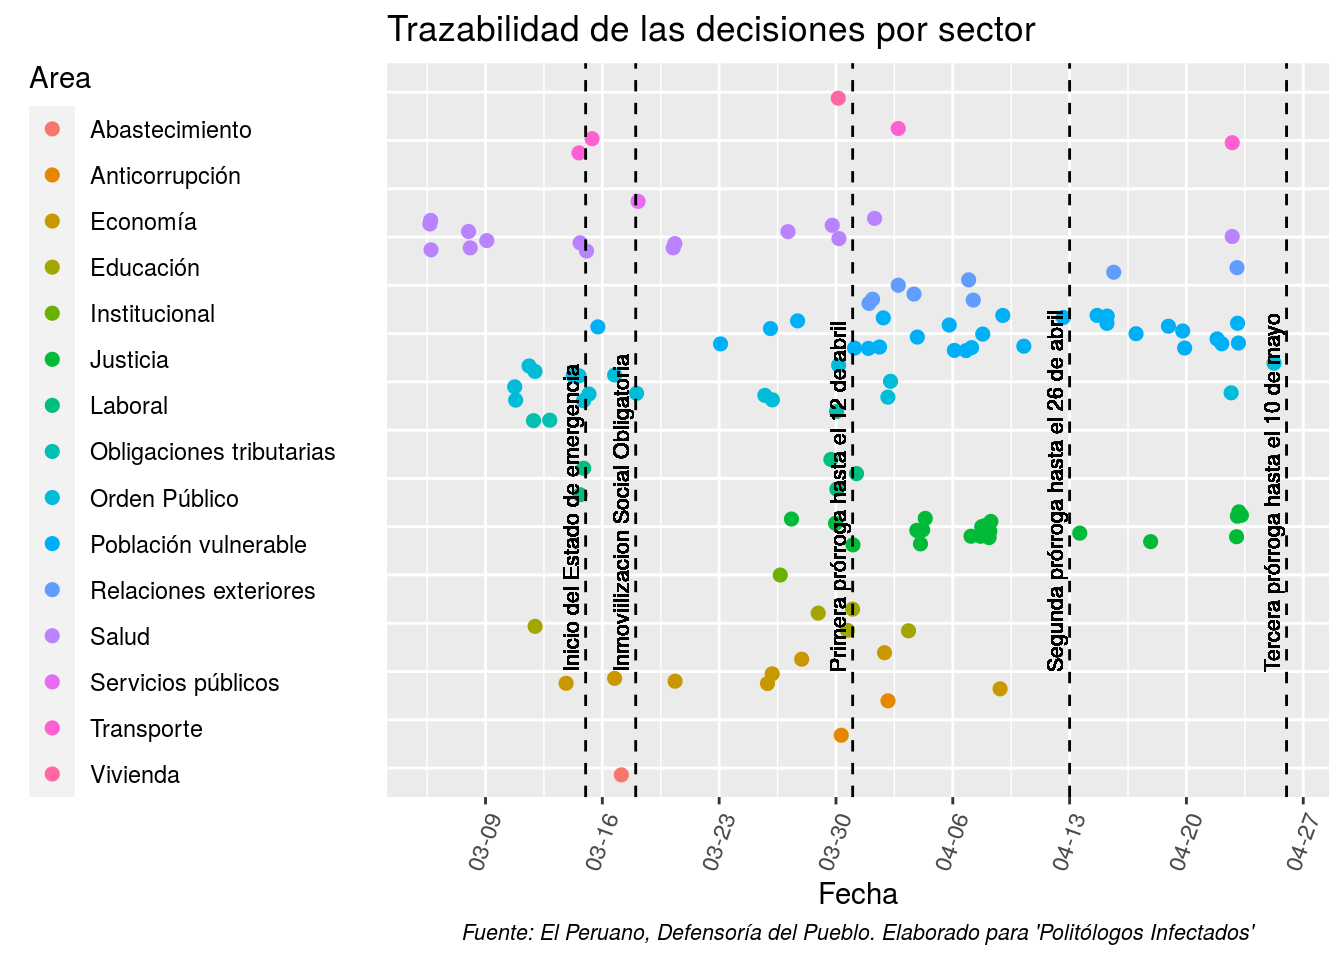 Trazabilidad de las decisiones por sector
Area
Abastecimiento
Anticorrupción
Economía
Educación
Institucional
Justicia
Laboral
Obligaciones tributarias
Orden Público
Población vulnerable
Relaciones exteriores
Salud
Servicios públicos
Transporte
Vivienda
Inicio del Estado de emergencia
Inmoviilizacion Social Obligatoria
Primera prórroga hasta el 12 de abril
Segunda prórroga hasta el 26 de abril
Tercera prórroga hasta el 10 de mayo
03-09
03-16
03-23
03-30
04-06
04-13
04-20
04-27
Fecha
Fuente: El Peruano, Defensoría del Pueblo. Elaborado para 'Politólogos Infectados'